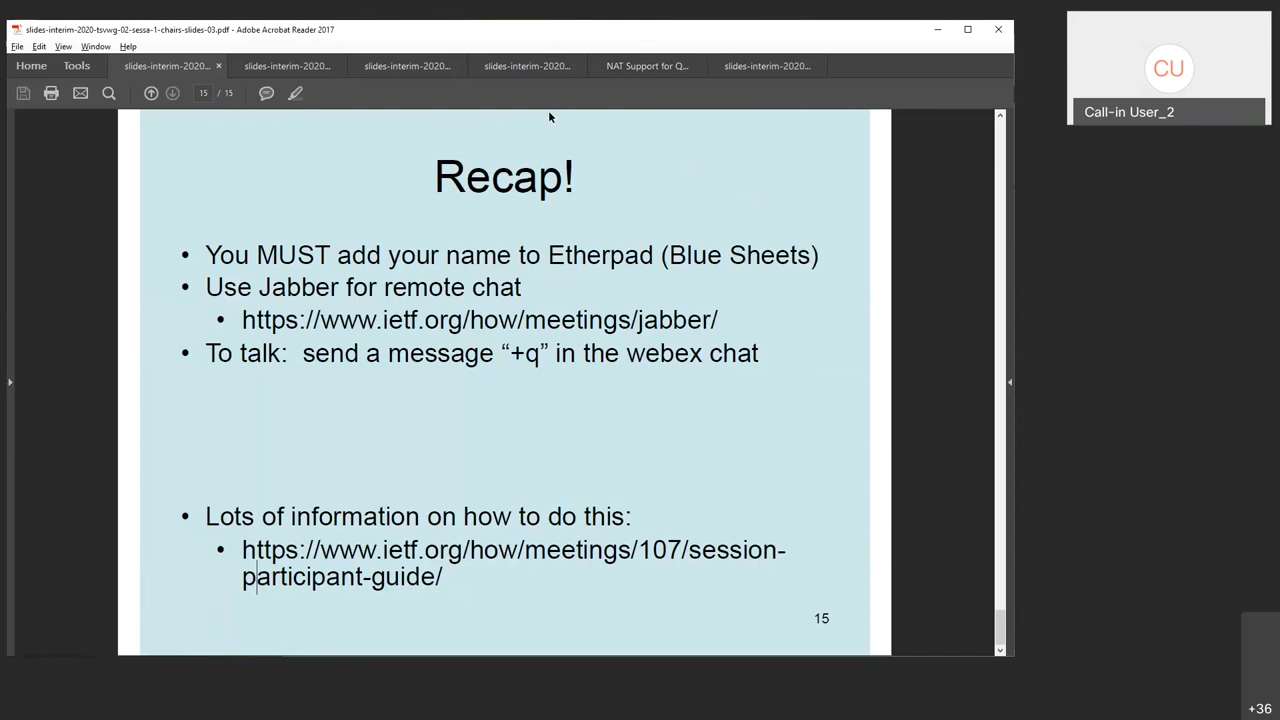 slides-interim-2020-tsvwg-02-sessa-1-chairs-slides-03.pdf - Adobe Acrobat Reader 2017
File Edit View Window Help
Home Tools slides-interim-2020... × slides-interim-2020... slides-interim-2020... slides-interim-2020... NAT Support for Q... slides-interim-2020...
15 / 15
CU
Call-in User_2
Recap!
• You MUST add your name to Etherpad (Blue Sheets)
• Use Jabber for remote chat
• https://www.ietf.org/how/meetings/jabber/
• To talk: send a message “+q” in the webex chat
• Lots of information on how to do this:
• https://www.ietf.org/how/meetings/107/session-
participant-guide/
15
+36